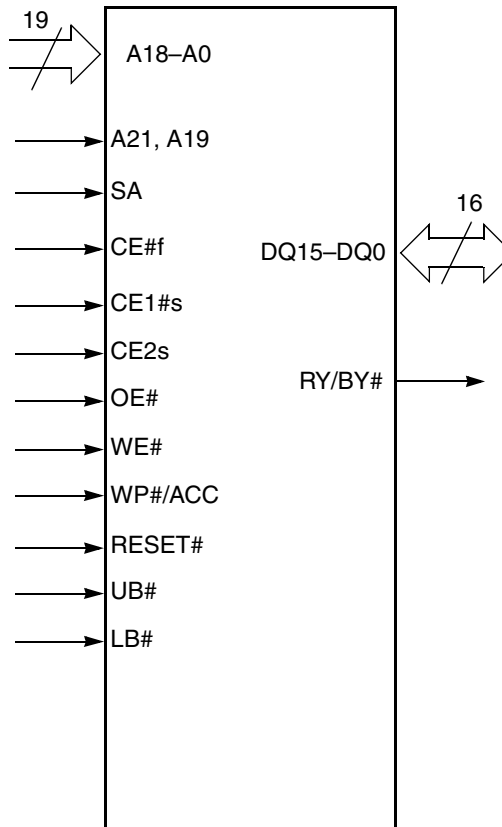 19
A18–A0
A21, A19
SA
16
CE#f
DQ15–DQ0
CE1#s
CE2s
RY/BY#
OE#
WE#
WP#/ACC
RESET#
UB#
LB#